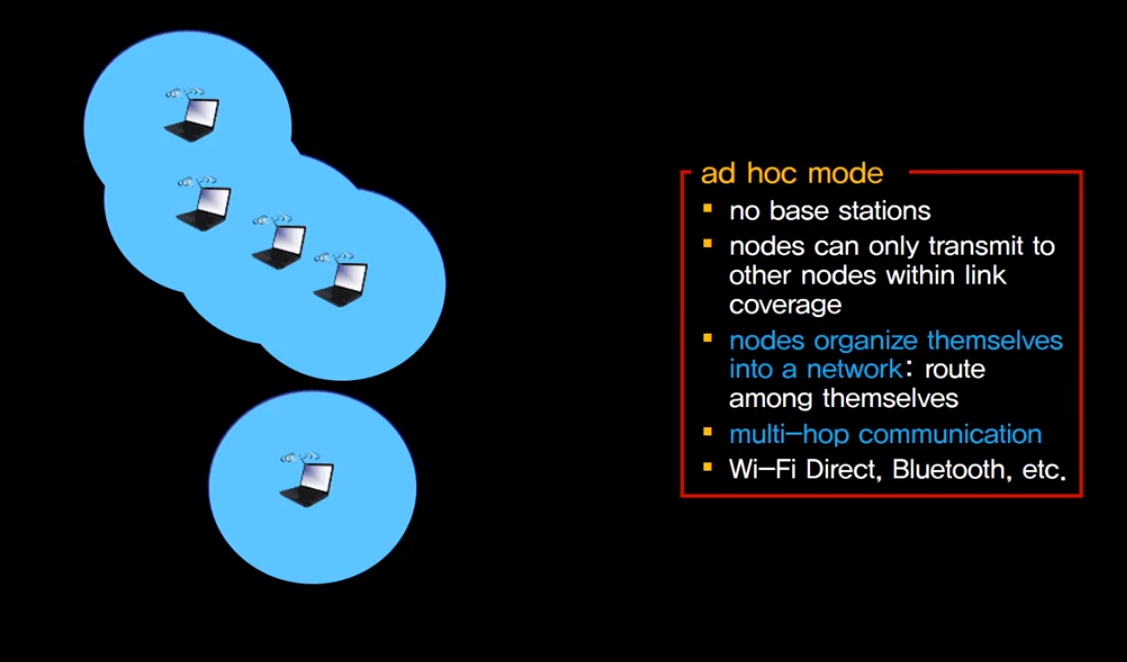 ad hoc mode
▪ no base stations
▪ nodes can only transmit to
other nodes within link
coverage
▪ nodes organize themselves
into a network: route
among themselves
▪ multi-hop communication
▪ Wi-Fi Direct, Bluetooth, etc.